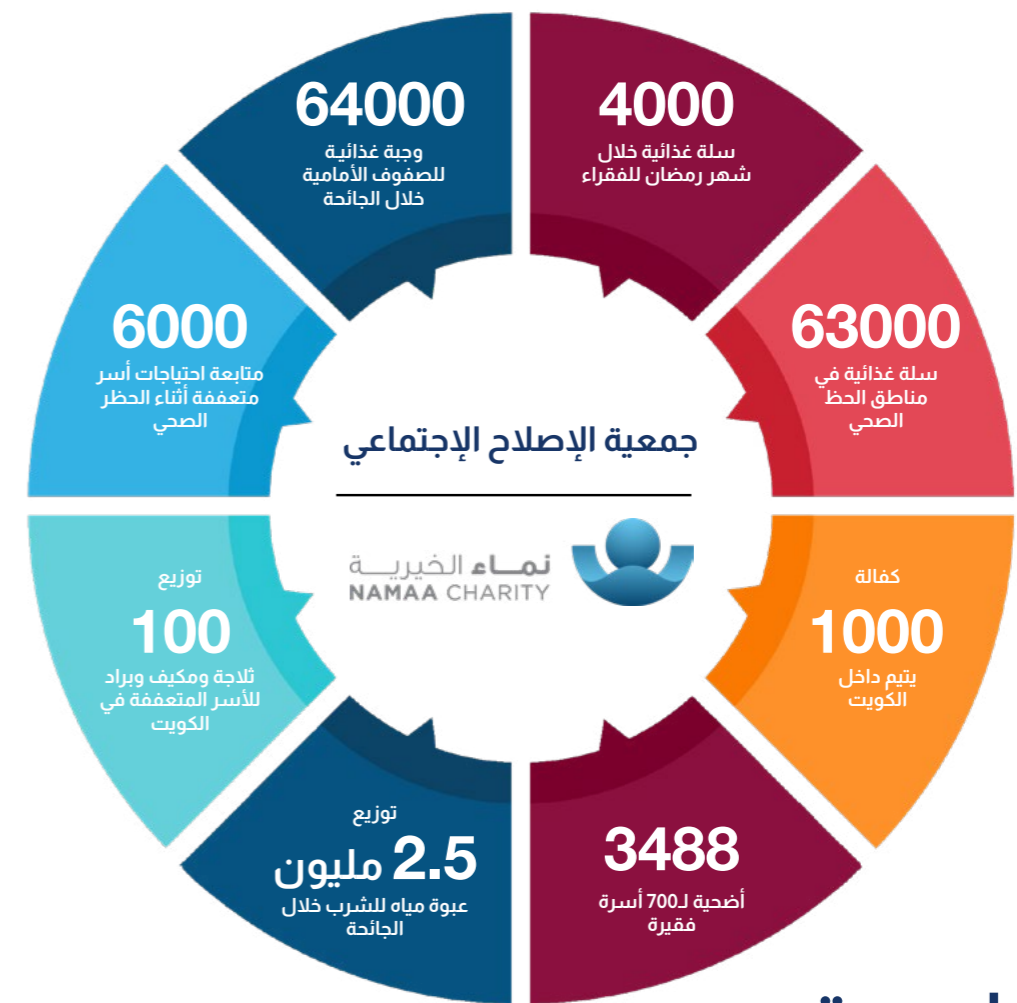 4000
سلة غذائية خلال
شهر رمضان للفقراء
63000
سلة غذائية في
مناطق الحظ
الصحي
كفالة
1000
يتيم داخل
الكويت
3488
أضحية لـ700 أسرة
فقيرة
توزيع
2.5 مليون
عبوة مياه للشرب خلال
الجائحة
توزيع
100
ثلاجة ومكيف وبراد
للأسر المتعففة في
الكويت
6000
متابعة احتياجات أسر
متعففة أثناء الحظر
الصحي
64000
وجبة غذائية
للصفوف الأمامية
خلال الجائحة
جمعية الإصلاح الإجتماعي
نمــاء الخيريــة
NAMAA CHARITY